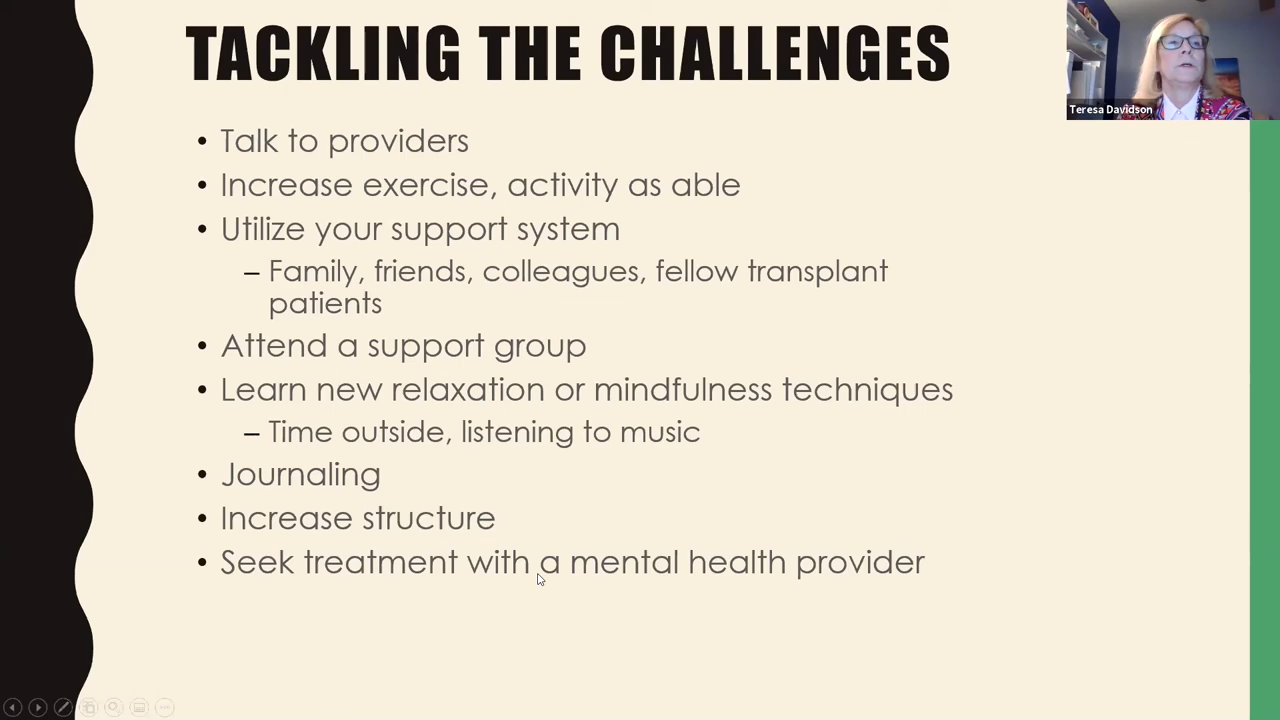 TACKLING THE CHALLENGES
Teresa Davidson
• Talk to providers
• Increase exercise, activity as able
• Utilize your support system
– Family, friends, colleagues, fellow transplant
patients
• Attend a support group
• Learn new relaxation or mindfulness techniques
– Time outside, listening to music
• Journaling
• Increase structure
• Seek treatment with a mental health provider